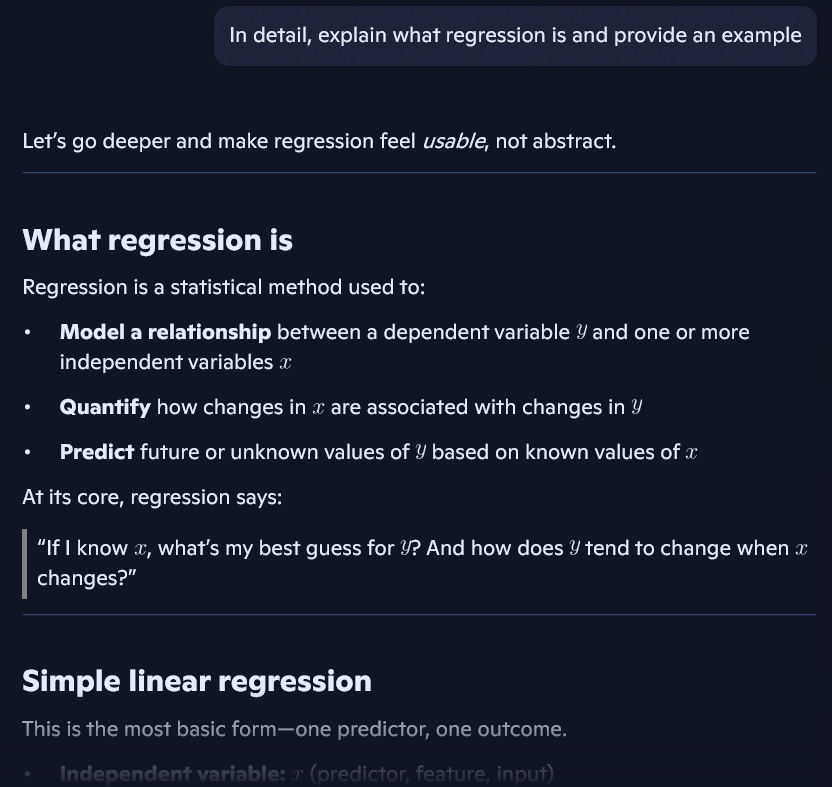 In detail, explain what regression is and provide an example
Let’s go deeper and make regression feel usable, not abstract.
What regression is
Regression is a statistical method used to:
• Model a relationship between a dependent variable y and one or more
independent variables x
• Quantify how changes in x are associated with changes in y
• Predict future or unknown values of y based on known values of x
At its core, regression says:
“If I know x, what’s my best guess for y? And how does y tend to change when x
changes?”
Simple linear regression
This is the most basic form—one predictor, one outcome.
• Independent variable: x (predictor, feature, input)